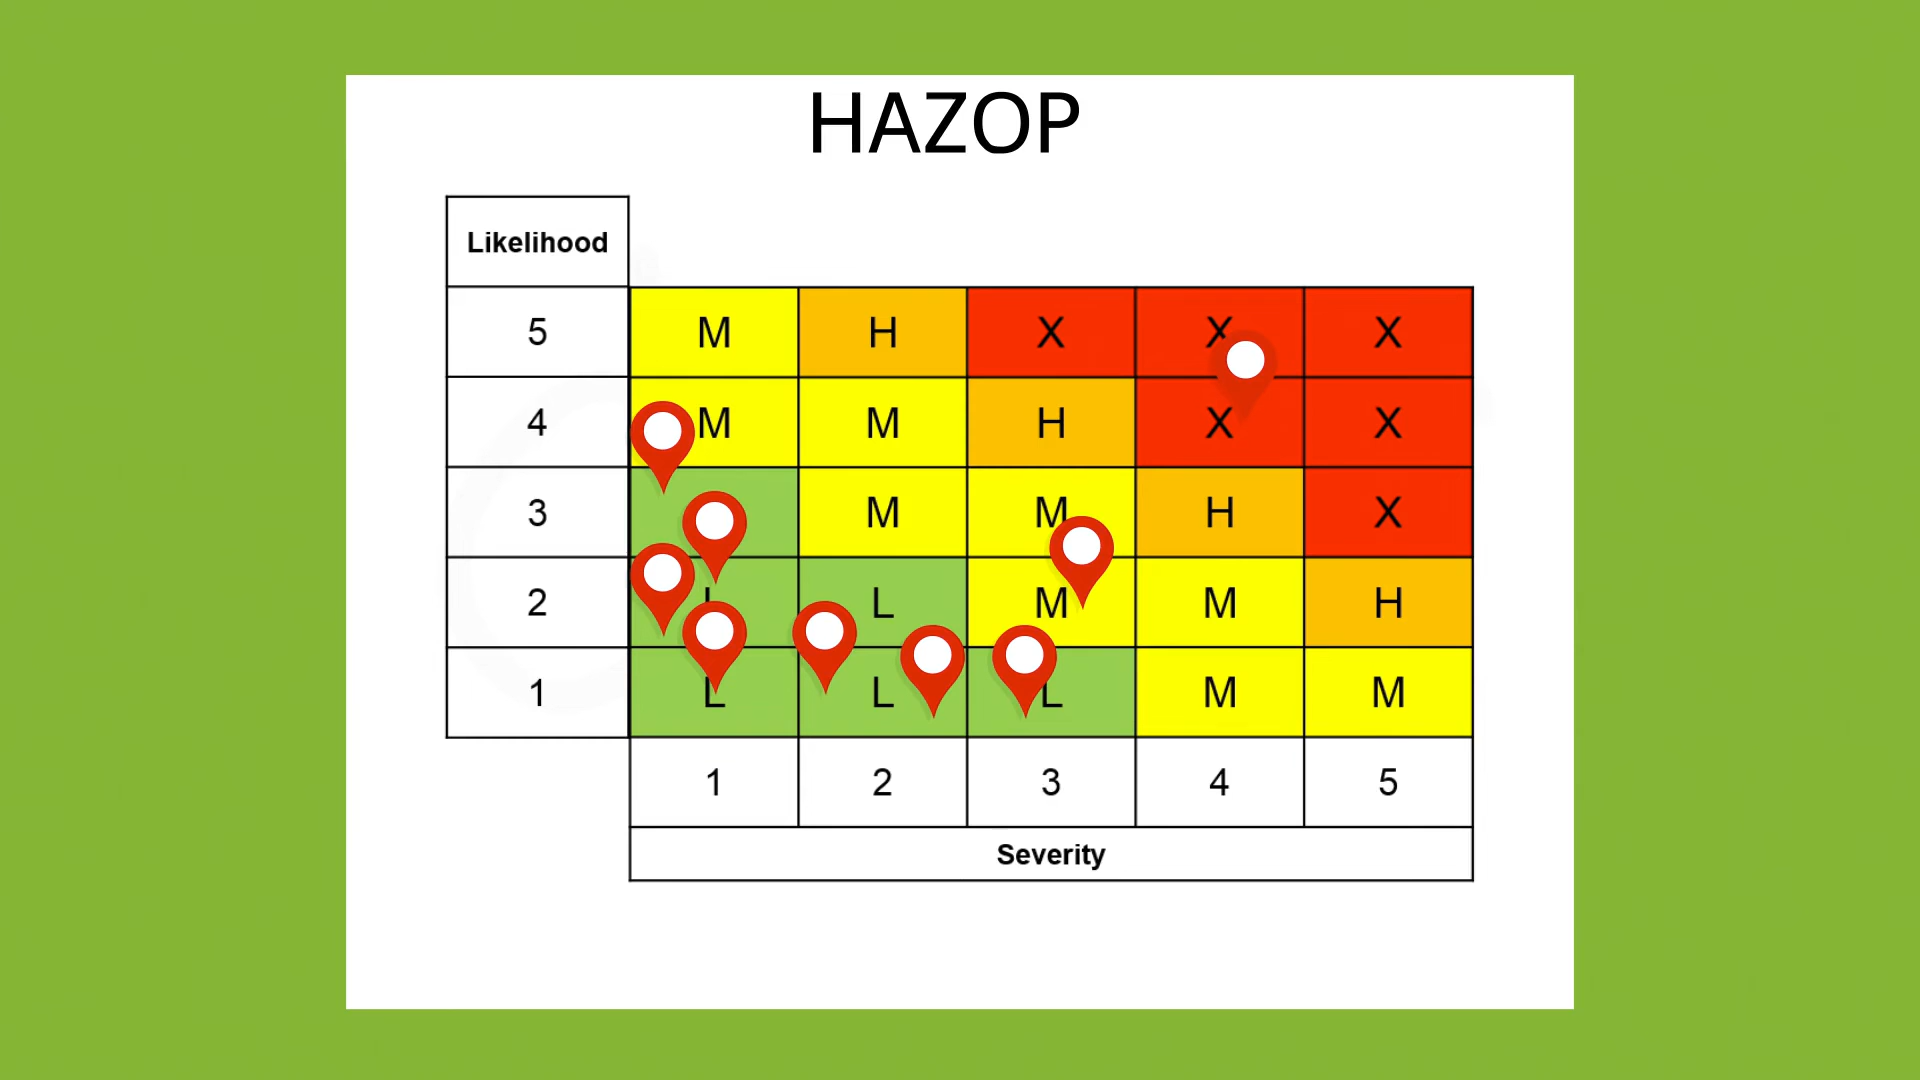 HAZOP
Likelihood
5 M H X X X
4 M M H X X
3 M M H X
2 L M M H
1 L L L M M
1 2 3 4 5
Severity